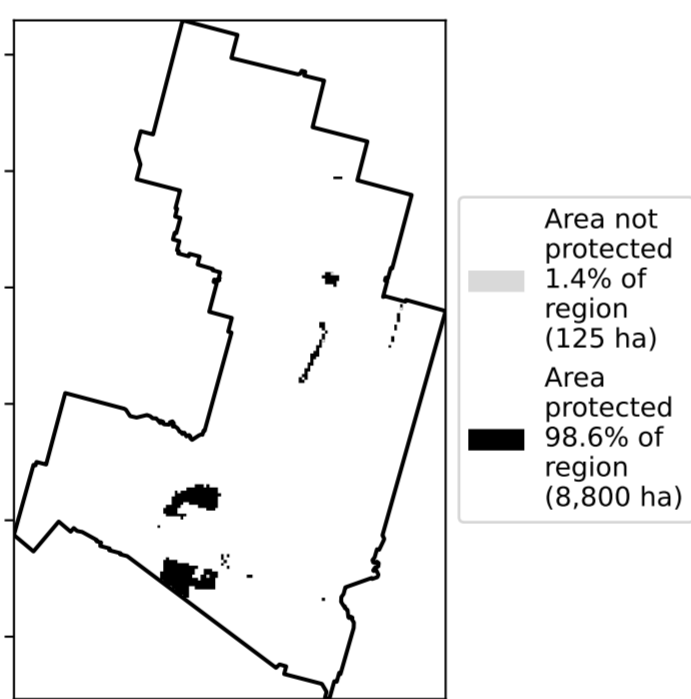 Area not
protected
1.4% of
region
(125 ha)
Area
protected
98.6% of
region
(8,800 ha)